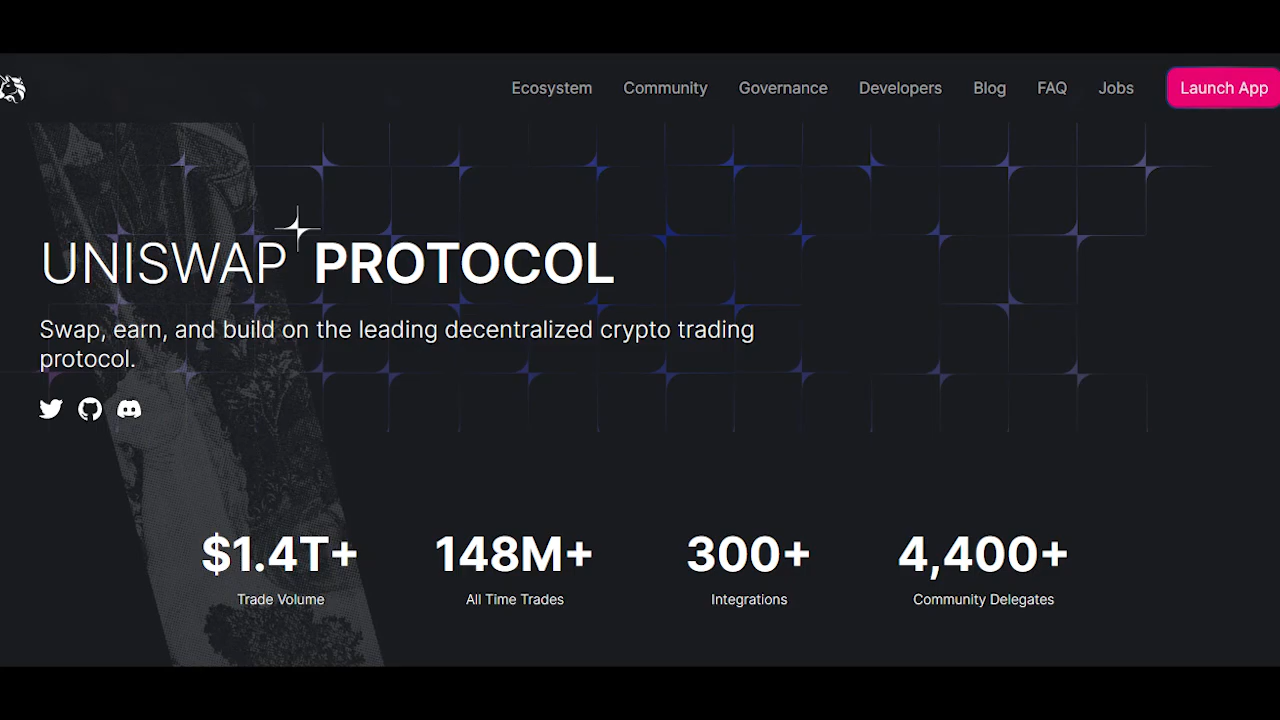 Ecosystem Community Governance Developers Blog FAQ Jobs Launch App
UNISWAP PROTOCOL
Swap, earn, and build on the leading decentralized crypto trading
protocol.
$1.4T+ 148M+ 300+ 4,400+
Trade Volume All Time Trades Integrations Community Delegates